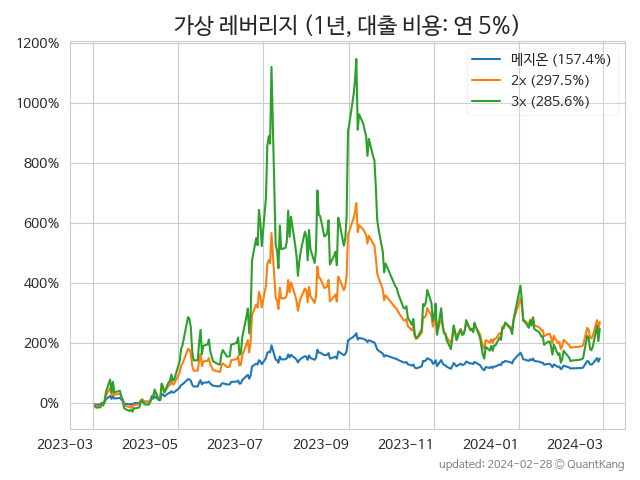 가상 레버리지 (1년, 대출 비용: 연 5%)
1200%
1000%
800%
600%
400%
200%
0%
메지온 (157.4%)
2x (297.5%)
3x (285.6%)
2023-03 2023-05 2023-07 2023-09 2023-11 2024-01 2024-03
updated: 2024-02-28 © QuantKang